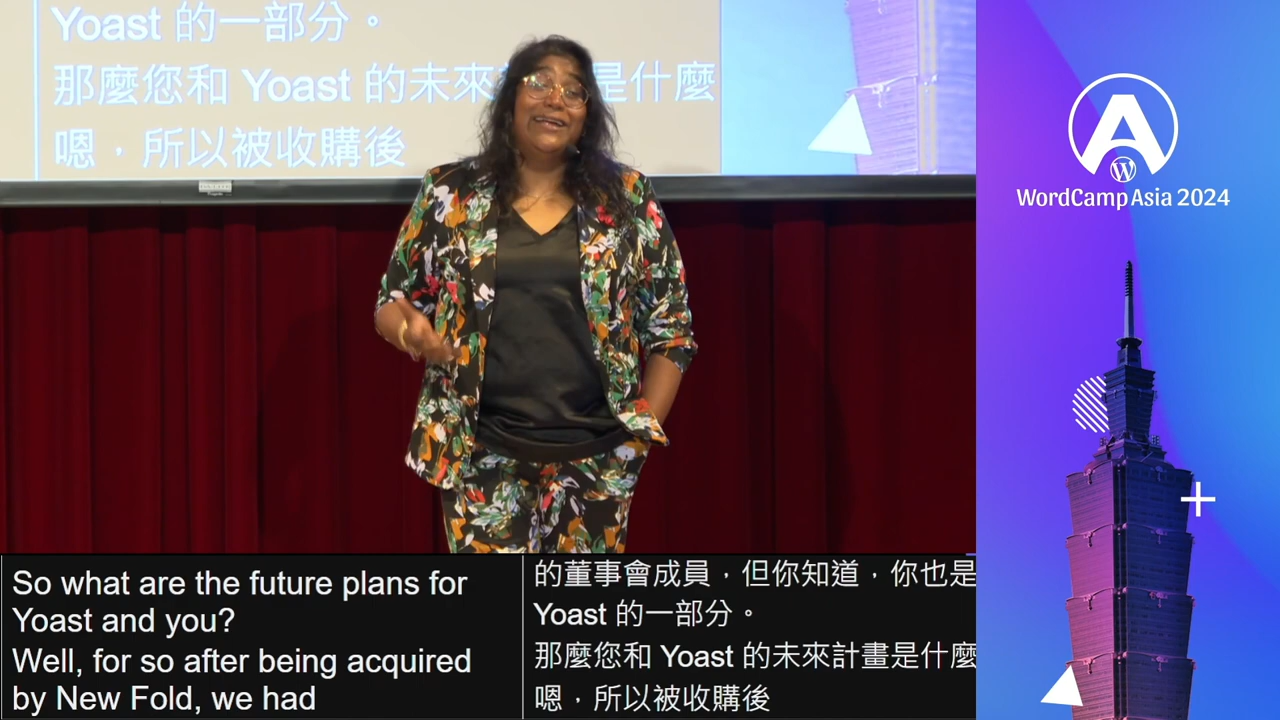 Yoast 的一部分。
那麼您和 Yoast 的未來 是什麼
嗯，所以被收購後
WordCamp Asia 2024
So what are the future plans for
Yoast and you?
Well, for so after being acquired
by New Fold, we had
的董事會成員，但你知道，你也是
Yoast 的一部分。
那麼您和 Yoast 的未來計畫是什麼
嗯，所以被收購後